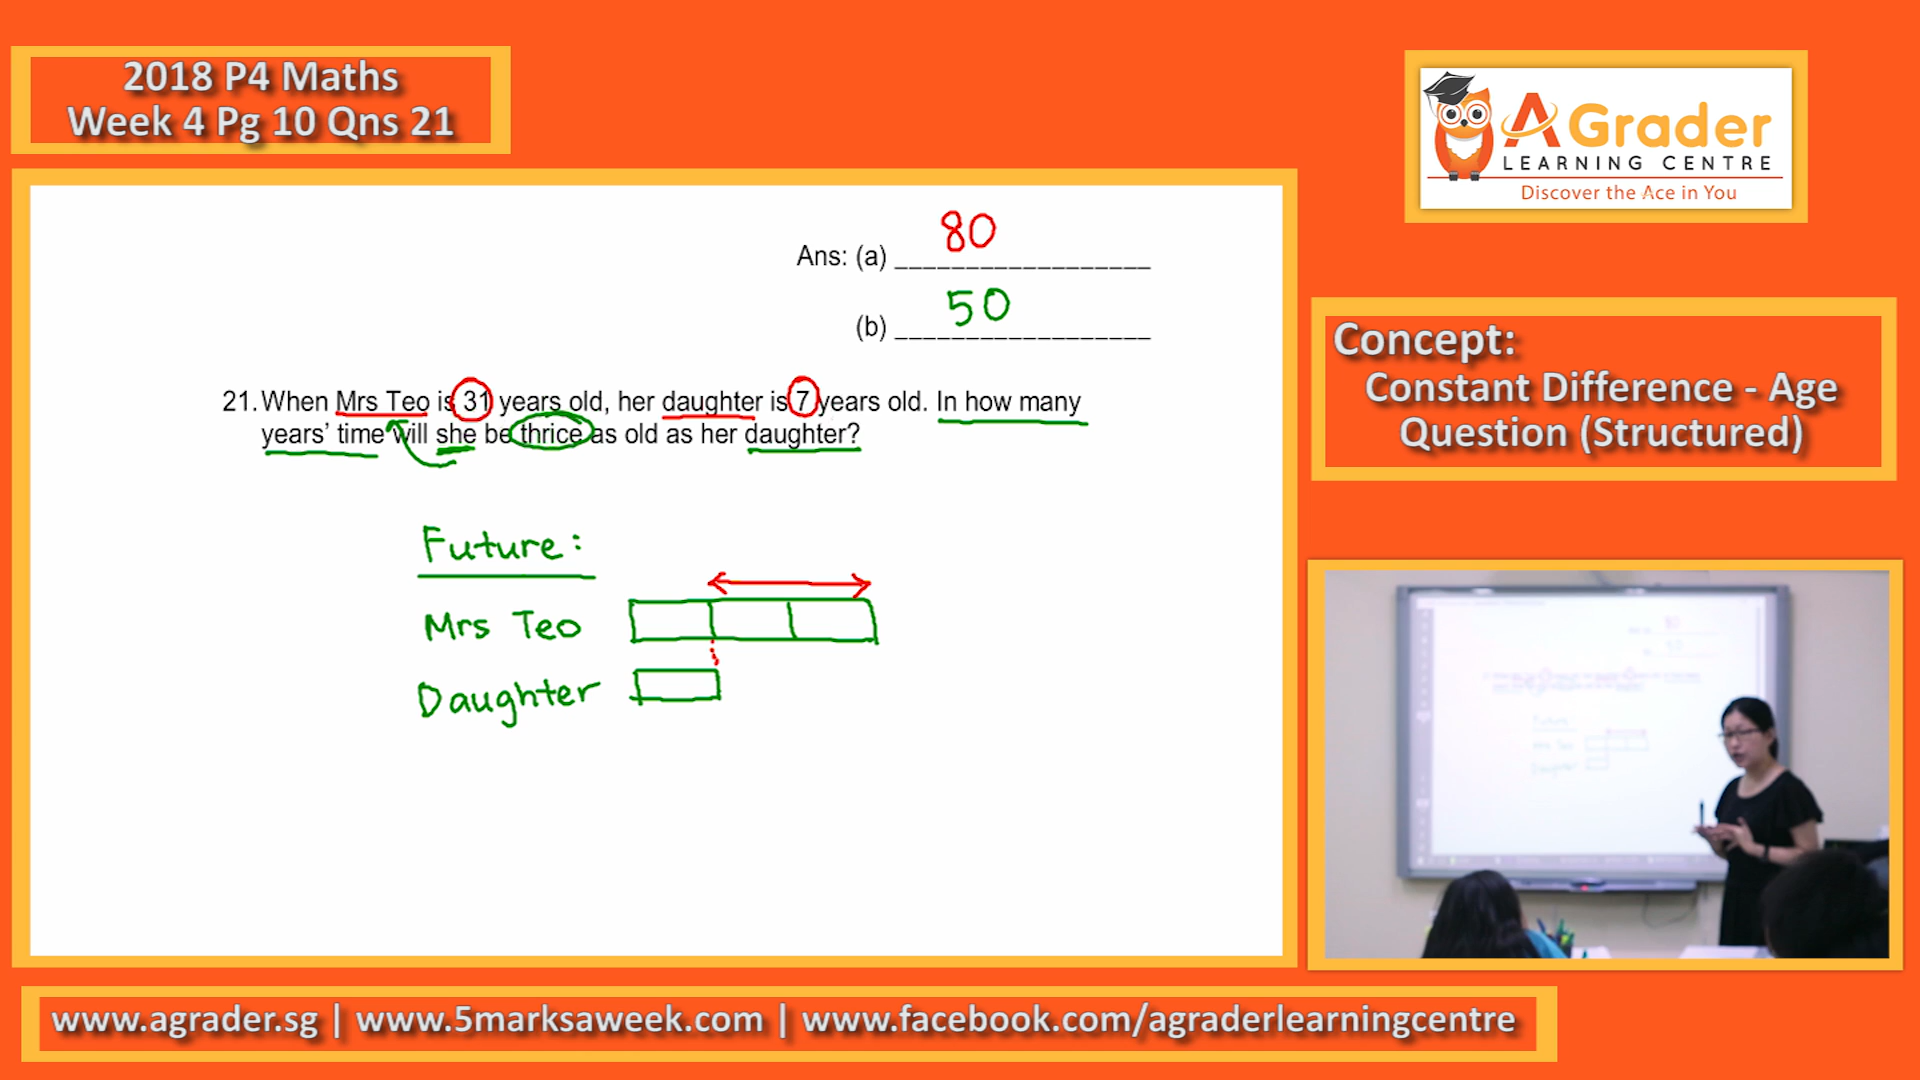 2018 P4 Maths
Week 4 Pg 10 Qns 21
A Grader
LEARNING CENTRE
Discover the Ace in You
80
Ans: (a) ___________________
50
(b) ___________________
21. When Mrs Teo is 31 years old, her daughter is 7 years old. In how many
years' time will she be thrice as old as her daughter?
Future:
Mrs Teo
Daughter
Concept:
Constant Difference - Age
Question (Structured)
www.agrader.sg | www.5marksaweek.com | www.facebook.com/agraderlearningcentre